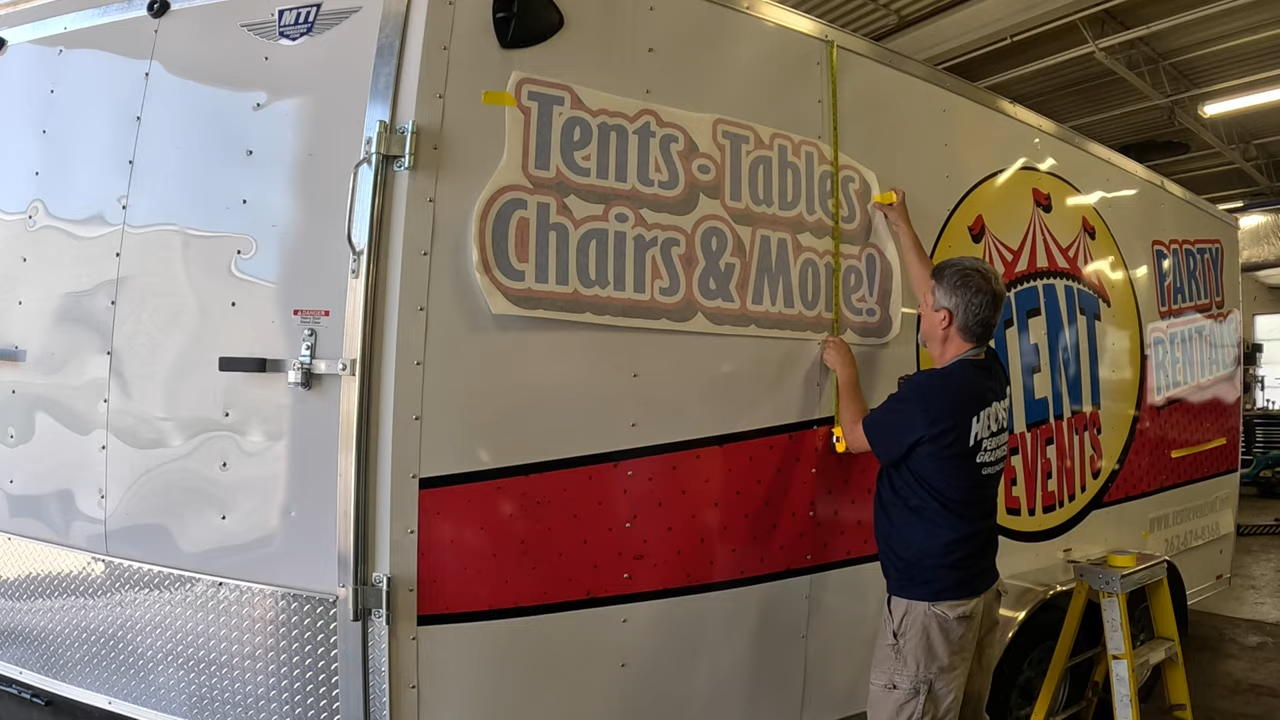 MTI
DANGER
Tents - Tables
Chairs & More!
TENT
EVENTS
PARTY
RENTALS
262-674-8368